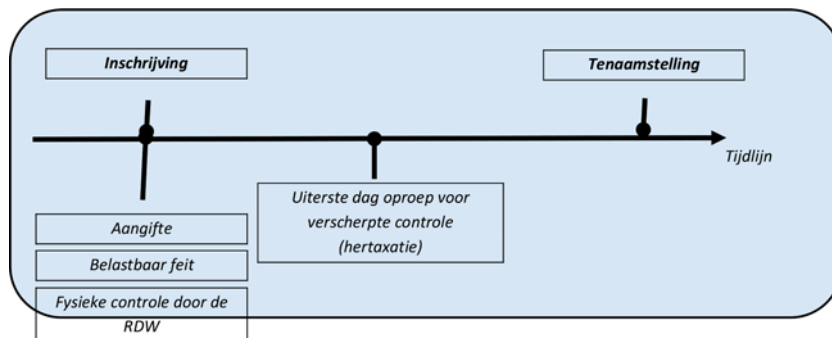 Inschrijving
Tenaamstelling
Tijdlijn
Aangifte
Belastbaar feit
Fysieke controle door de
RDW
Uiterste dag oproep voor
verscherpte controle
(hertaxatie)